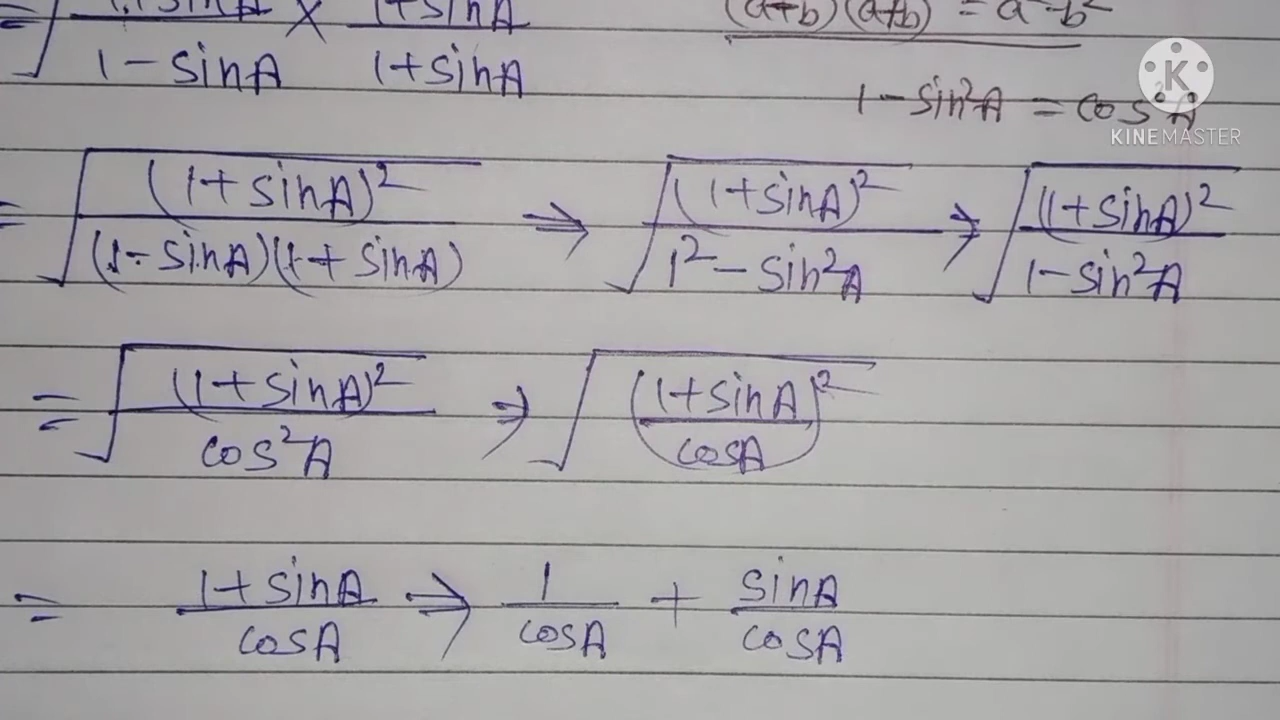 = √ 1+sinA / 1-sinA × 1+sinA / 1+sinA
(a+b)(a+b) = a²-b²
1-sin²A = cos²A
KINEMASTER
= √ (1+sinA)² / (1-sinA)(1+sinA) ⇒ √ (1+sinA)² / 1²-sin²A ⇒ √ (1+sinA)² / 1-sin²A
= √ (1+sinA)² / cos²A ⇒ √ (1+sinA / cosA)²
= 1+sinA / cosA ⇒ 1 / cosA + sinA / cosA